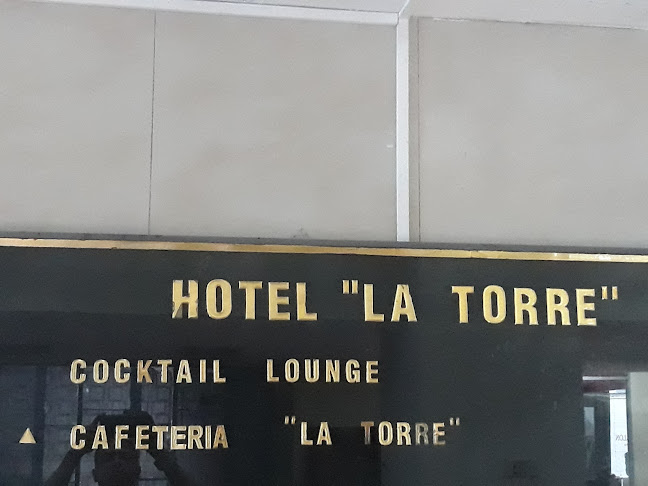 HOTEL "LA TORRE"
COCKTAIL LOUNGE
CAFETERIA "LA TORRE"